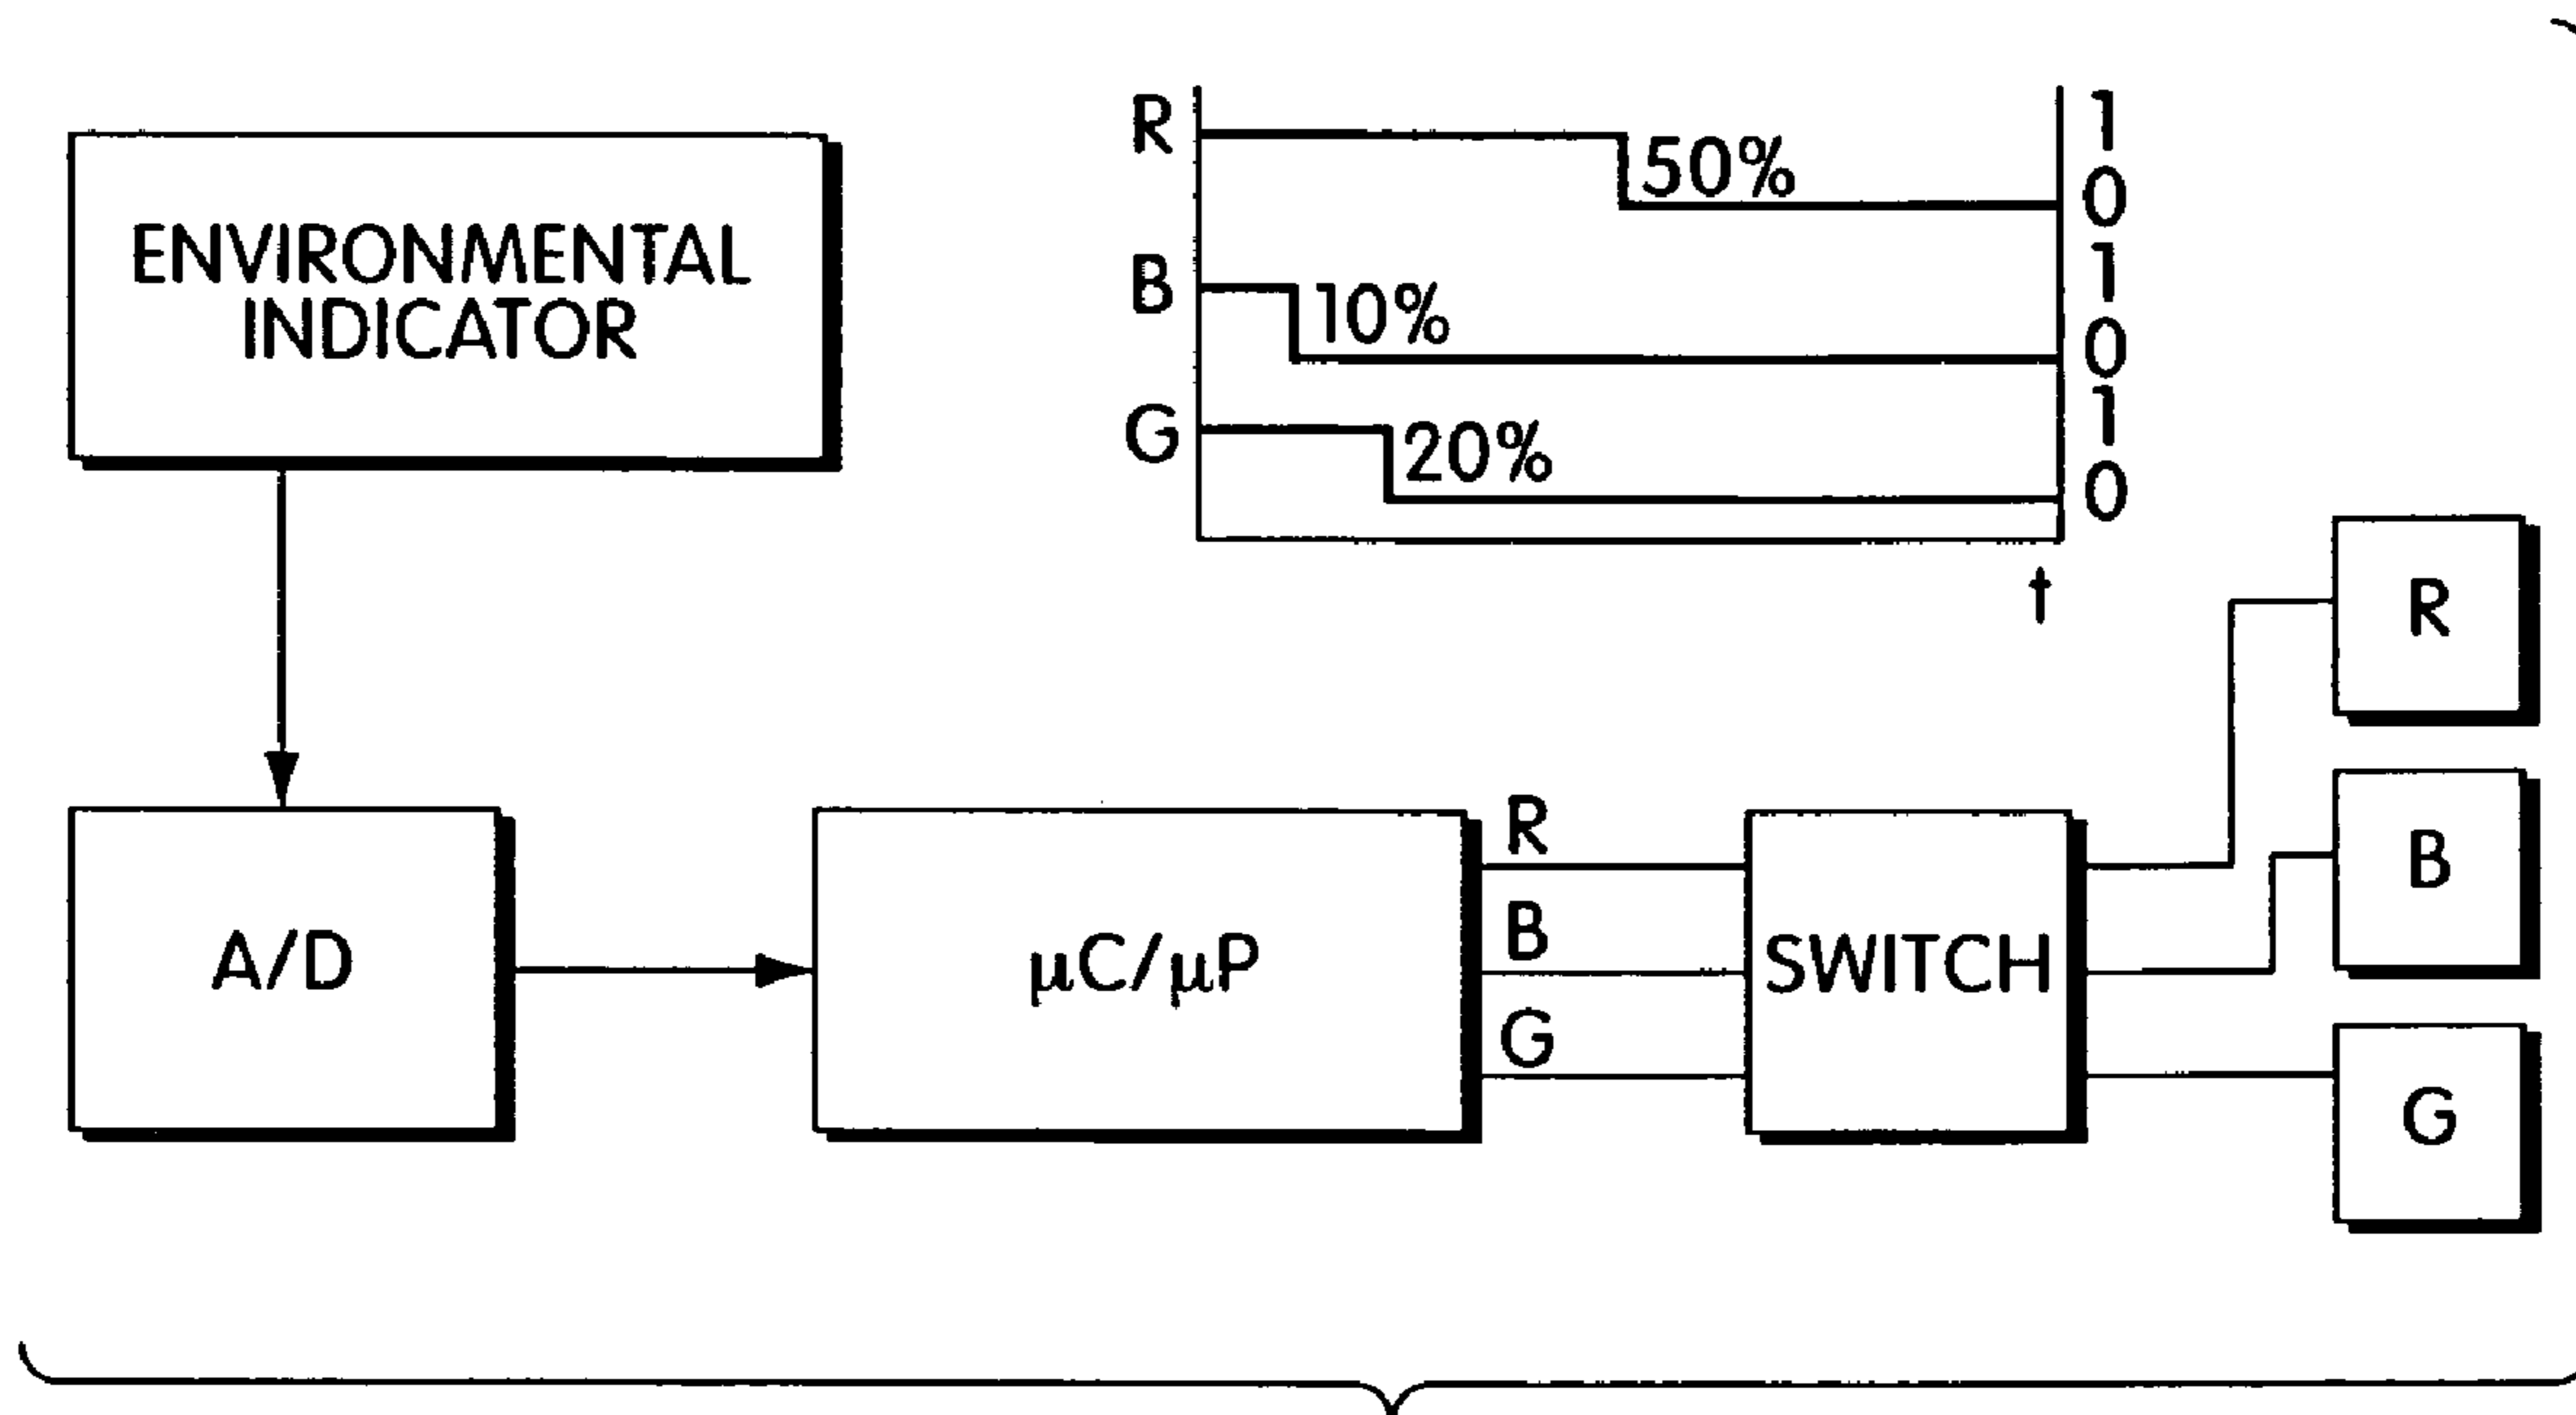 ENVIRONMENTAL
INDICATOR
R
50%
1
0
B
10%
1
0
G
20%
1
0
t
A/D
µC/µP
R
B
G
SWITCH
R
B
G